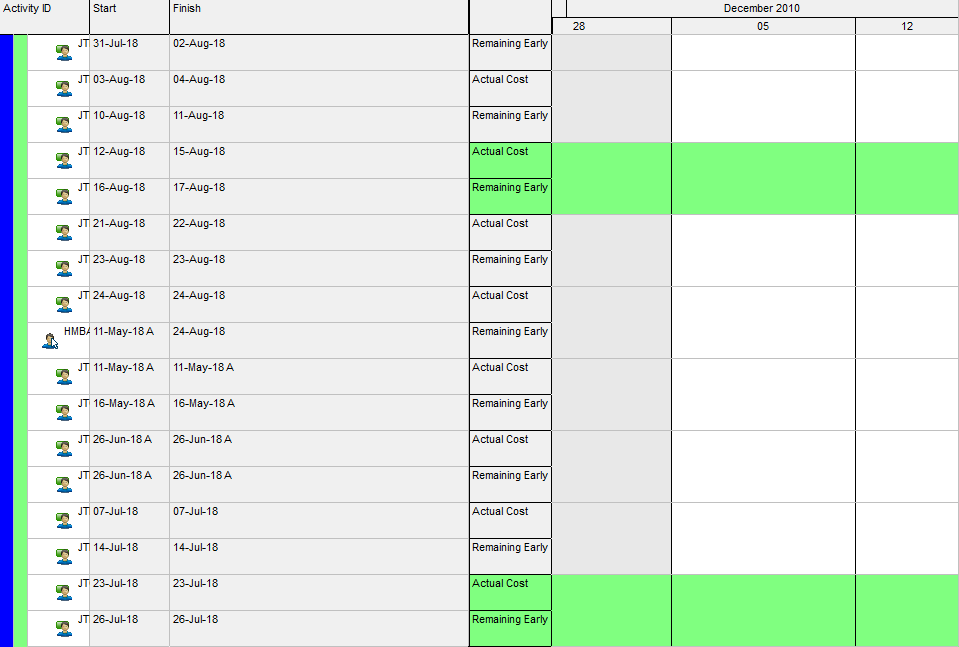 Activity ID Start Finish December 2010
28 05 12
JT 31-Jul-18 02-Aug-18 Remaining Early
JT 03-Aug-18 04-Aug-18 Actual Cost
JT 10-Aug-18 11-Aug-18 Remaining Early
JT 12-Aug-18 15-Aug-18 Actual Cost
JT 16-Aug-18 17-Aug-18 Remaining Early
JT 21-Aug-18 22-Aug-18 Actual Cost
JT 23-Aug-18 23-Aug-18 Remaining Early
JT 24-Aug-18 24-Aug-18 Actual Cost
HMBA 11-May-18 A 24-Aug-18 Remaining Early
JT 11-May-18 A 11-May-18 A Actual Cost
JT 16-May-18 A 16-May-18 A Remaining Early
JT 26-Jun-18 A 26-Jun-18 A Actual Cost
JT 26-Jun-18 A 26-Jun-18 A Remaining Early
JT 07-Jul-18 07-Jul-18 Actual Cost
JT 14-Jul-18 14-Jul-18 Remaining Early
JT 23-Jul-18 23-Jul-18 Actual Cost
JT 26-Jul-18 26-Jul-18 Remaining Early